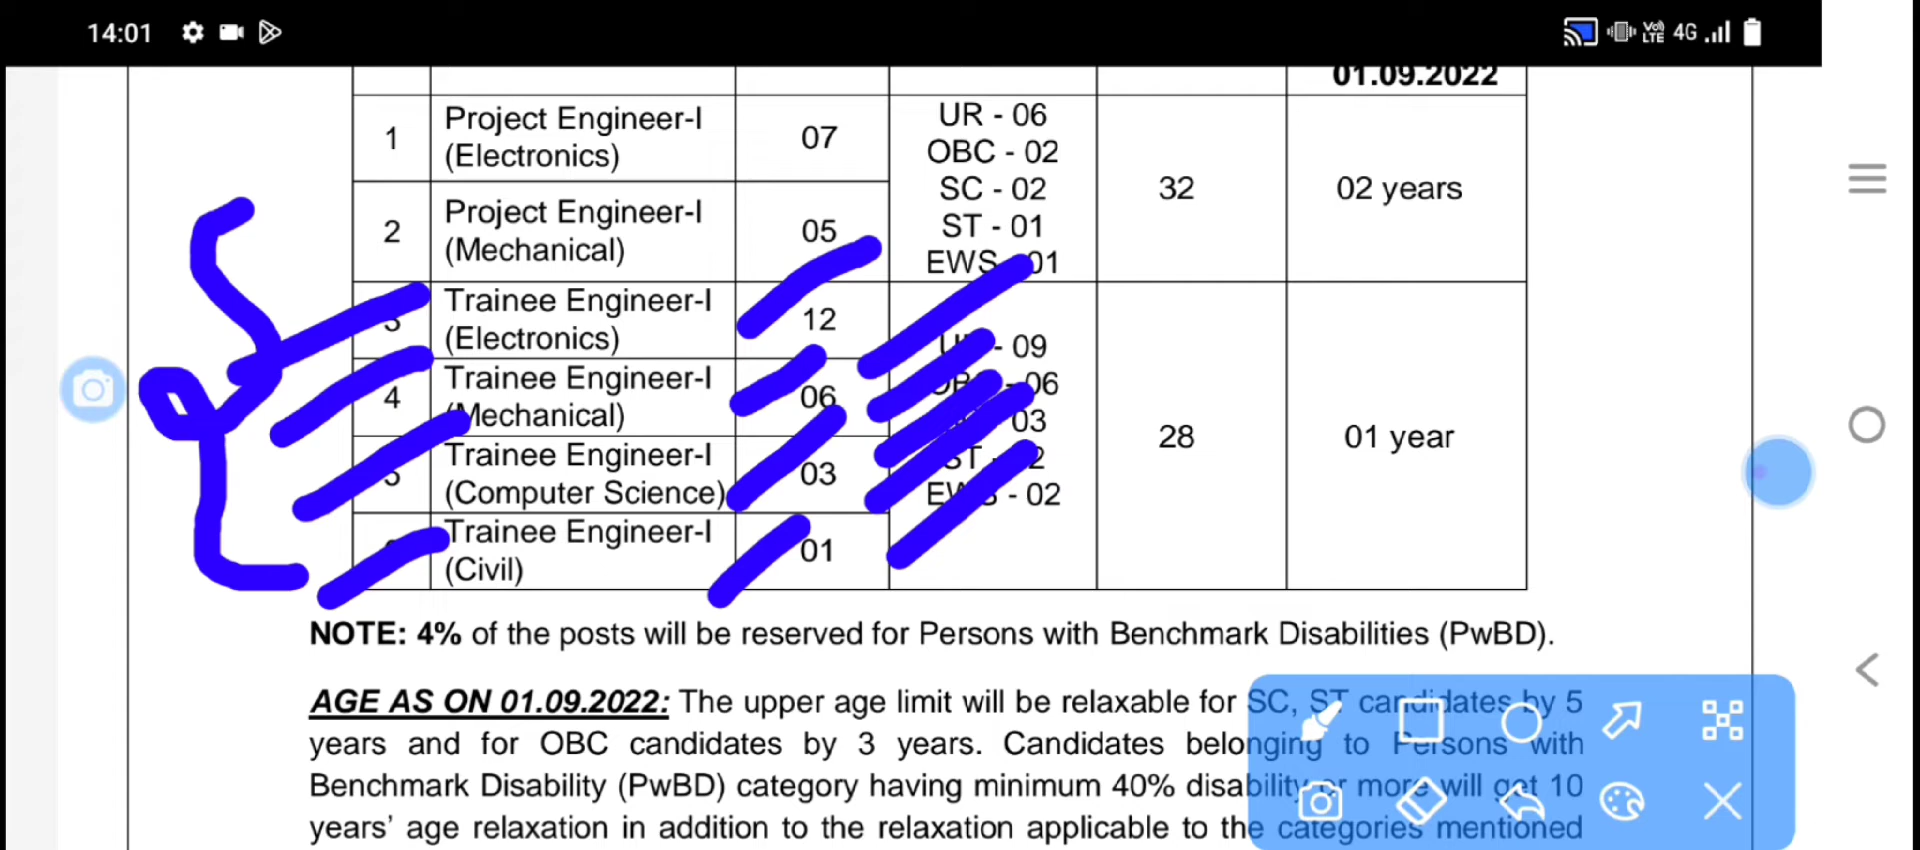 14:01 VoLTE 4G
01.09.2022
1 Project Engineer-I (Electronics) 07
UR - 06
OBC - 02
SC - 02
ST - 01
EWS 01
32 02 years
2 Project Engineer-I (Mechanical) 05
Trainee Engineer-I (Electronics) 12
- 09
- 06
03
ST
EWS - 02
28 01 year
4 Trainee Engineer-I (Mechanical) 06
Trainee Engineer-I (Computer Science) 03
Trainee Engineer-I (Civil) 01
NOTE: 4% of the posts will be reserved for Persons with Benchmark Disabilities (PwBD).
AGE AS ON 01.09.2022: The upper age limit will be relaxable for SC, ST candidates by 5
years and for OBC candidates by 3 years. Candidates belonging to Persons with
Benchmark Disability (PwBD) category having minimum 40% disability or more will get 10
years' age relaxation in addition to the relaxation applicable to the categories mentioned